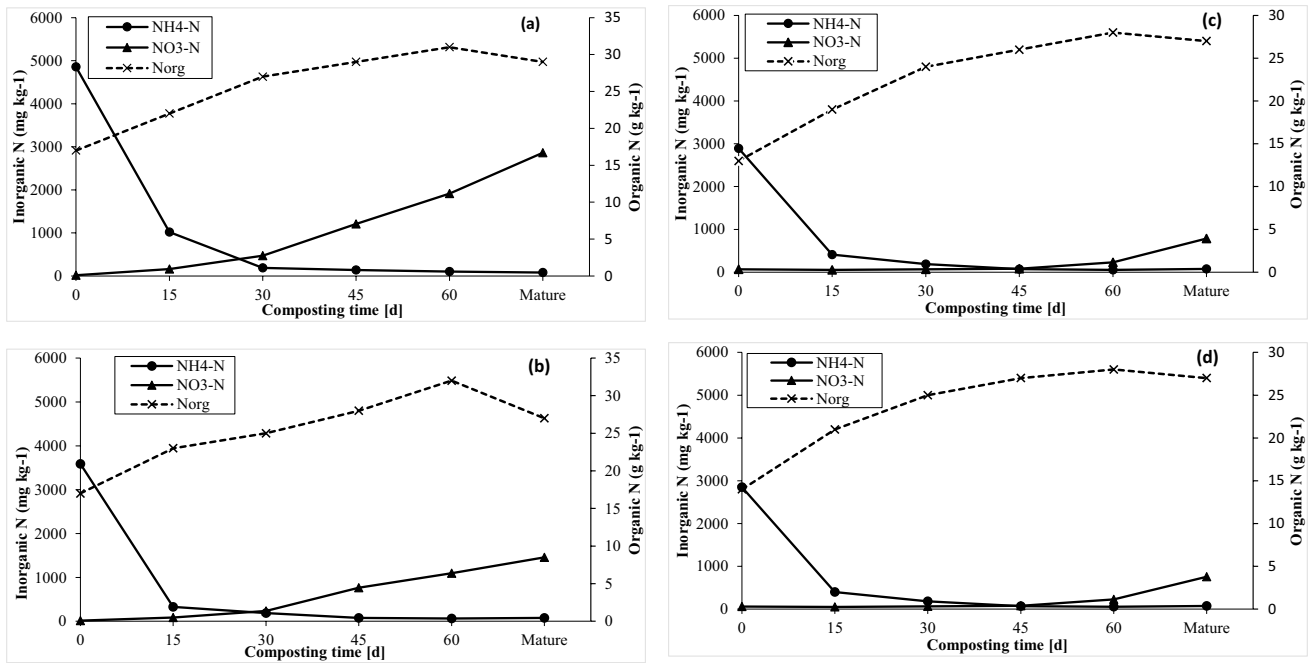 (a)
NH4-N
NO3-N
Norg
Inorganic N (mg kg-1)
6000
5000
4000
3000
2000
1000
0
Organic N (g kg-1)
35
30
25
20
15
10
5
0
0 15 30 45 60 Mature
Composting time [d]
(c)
NH4-N
NO3-N
Norg
Inorganic N (mg kg-1)
6000
5000
4000
3000
2000
1000
0
Organic N (g kg-1)
30
25
20
15
10
5
0
0 15 30 45 60 Mature
Composting time [d]
(b)
NH4-N
NO3-N
Norg
Inorganic N (mg kg-1)
6000
5000
4000
3000
2000
1000
0
Organic N (g kg-1)
35
30
25
20
15
10
5
0
0 15 30 45 60 Mature
Composting time [d]
(d)
NH4-N
NO3-N
Norg
Inorganic N (mg kg-1)
6000
5000
4000
3000
2000
1000
0
Organic N (g kg-1)
30
25
20
15
10
5
0
0 15 30 45 60 Mature
Composting time [d]